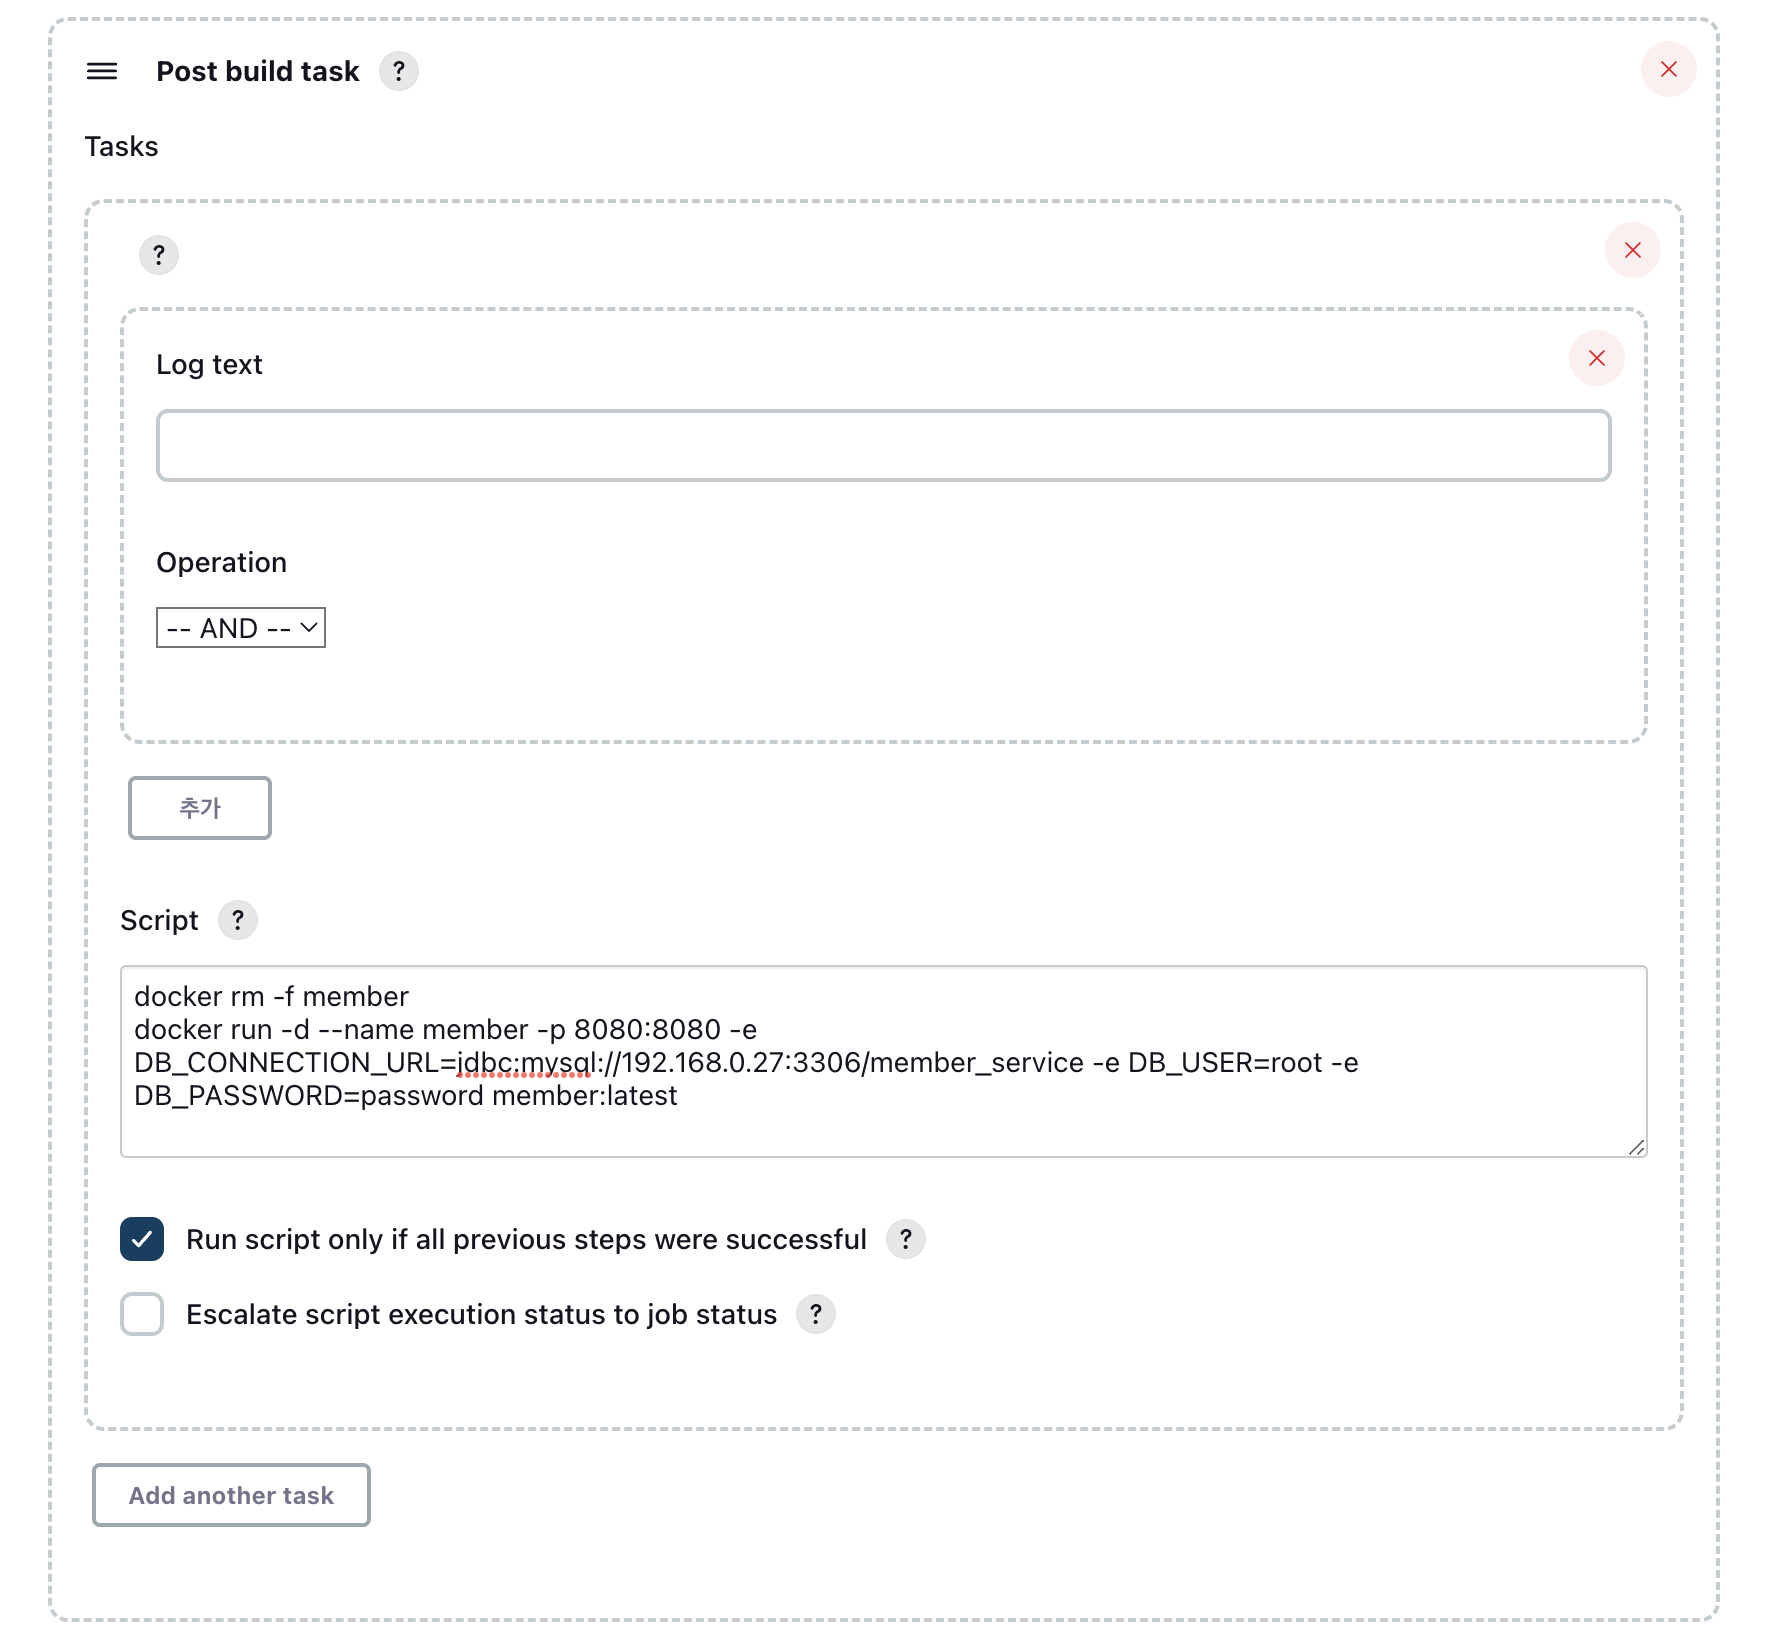 Post build task ?
Tasks
?
Log text
Operation
-- AND --
추가
Script ?
docker rm -f member
docker run -d --name member -p 8080:8080 -e
DB_CONNECTION_URL=jdbc:mysql://192.168.0.27:3306/member_service -e DB_USER=root -e
DB_PASSWORD=password member:latest
Run script only if all previous steps were successful ?
Escalate script execution status to job status ?
Add another task